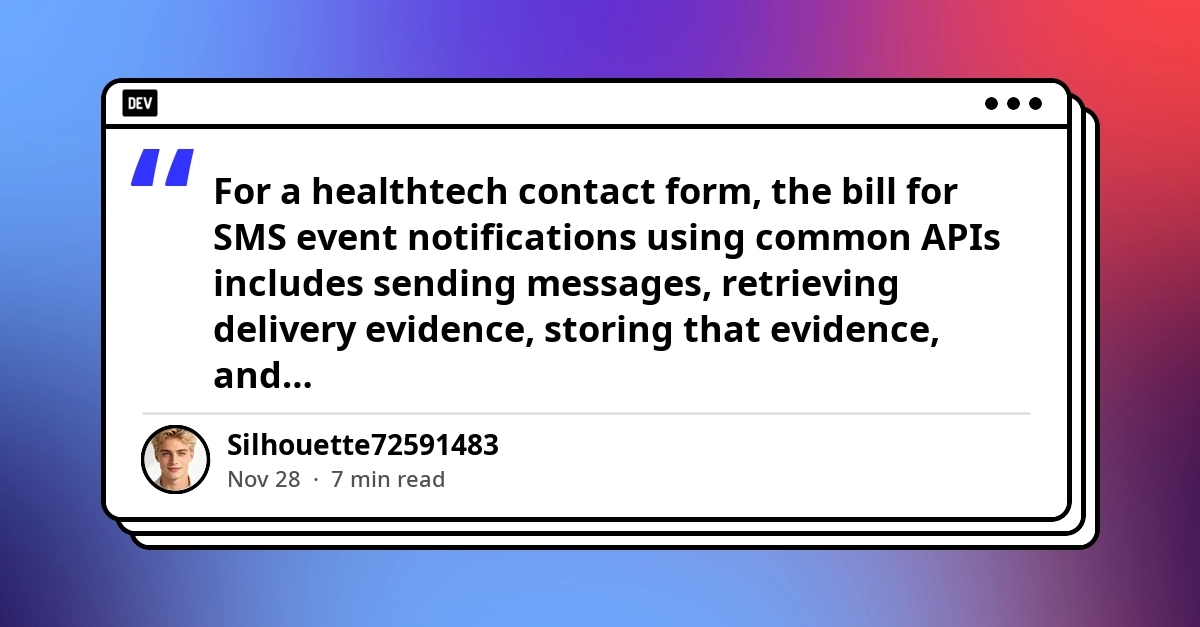 DEV
“
For a healthtech contact form, the bill for
SMS event notifications using common APIs
includes sending messages, retrieving
delivery evidence, storing that evidence,
and...
Silhouette72591483
Nov 28 · 7 min read